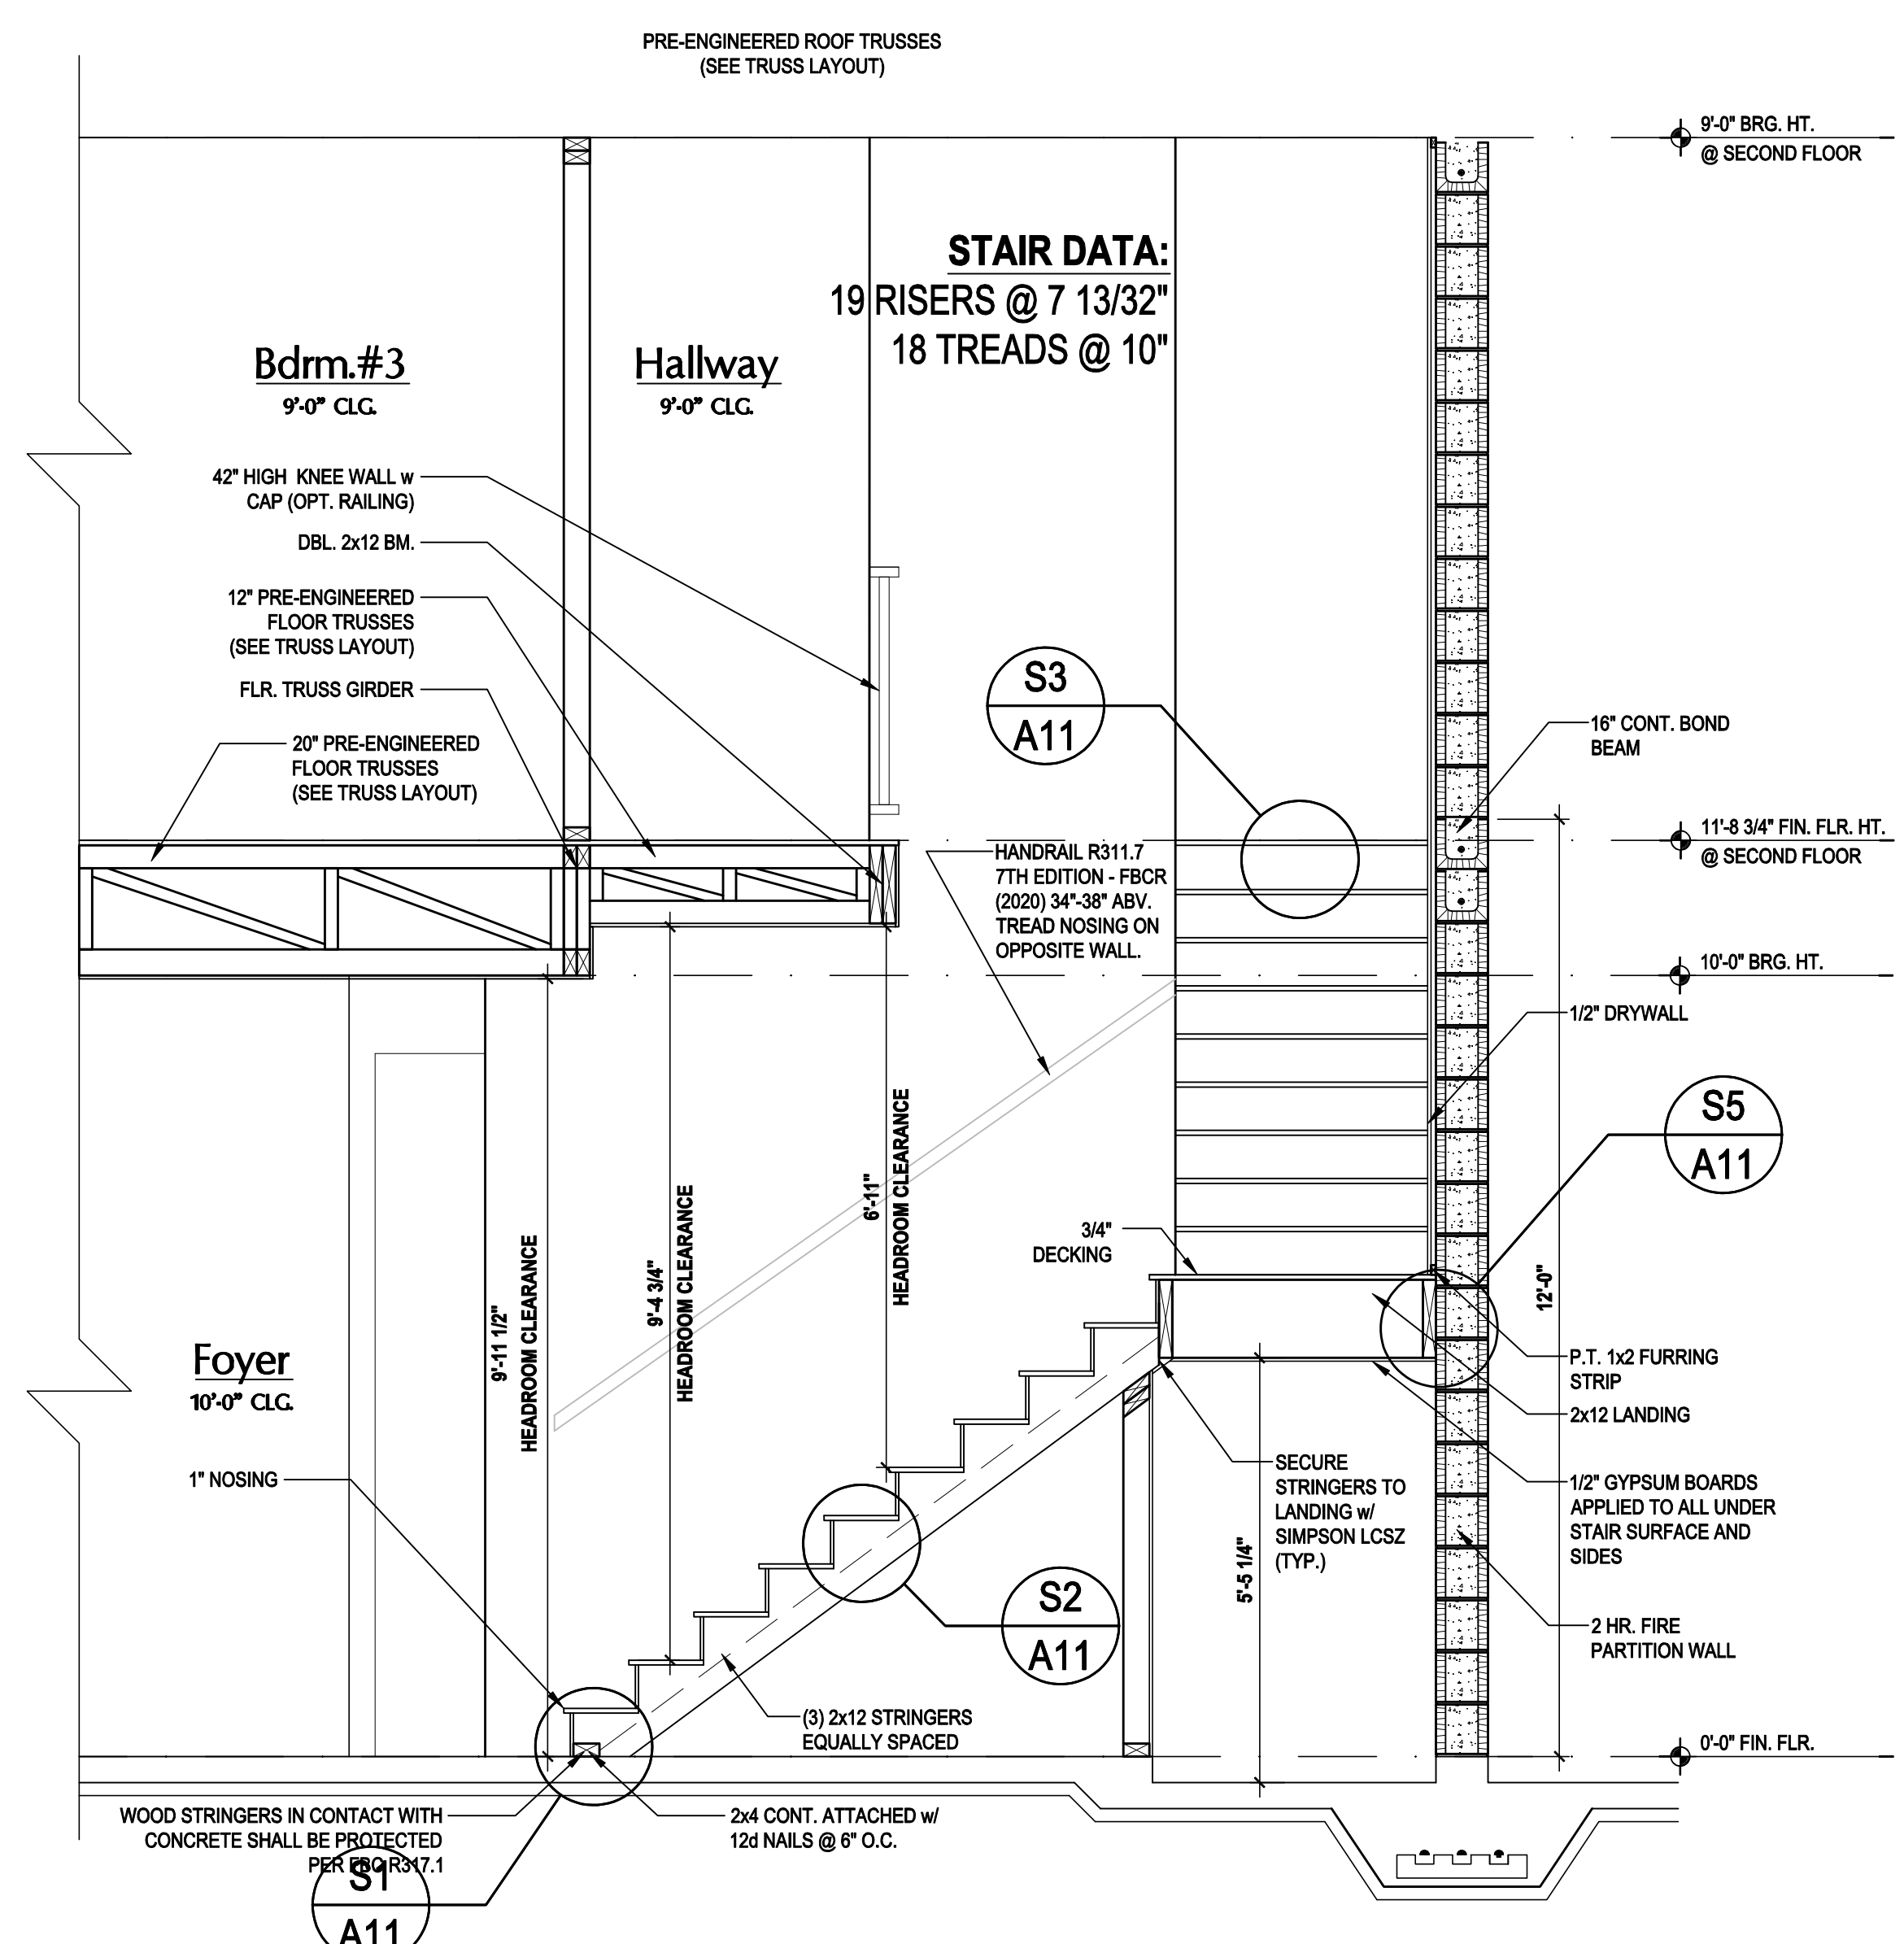 PRE-ENGINEERED ROOF TRUSSES
(SEE TRUSS LAYOUT)
9'-0" BRG. HT.
@ SECOND FLOOR
STAIR DATA:
19 RISERS @ 7 13/32"
18 TREADS @ 10"
Bdrm.#3
9'-0" CLG.
Hallway
9'-0" CLG.
42" HIGH KNEE WALL w
CAP (OPT. RAILING)
DBL. 2x12 BM.
12" PRE-ENGINEERED
FLOOR TRUSSES
(SEE TRUSS LAYOUT)
FLR. TRUSS GIRDER
20" PRE-ENGINEERED
FLOOR TRUSSES
(SEE TRUSS LAYOUT)
S3
A11
16" CONT. BOND
BEAM
11'-8 3/4" FIN. FLR. HT.
@ SECOND FLOOR
HANDRAIL R311.7
7TH EDITION - FBCR
(2020) 34"-38" ABV.
TREAD NOSING ON
OPPOSITE WALL.
10'-0" BRG. HT.
1/2" DRYWALL
S5
A11
3/4"
DECKING
9'-11 1/2"
HEADROOM CLEARANCE
9'-4 3/4"
HEADROOM CLEARANCE
6'-11"
HEADROOM CLEARANCE
12'-0"
Foyer
10'-0" CLG.
P.T. 1x2 FURRING
STRIP
2x12 LANDING
1" NOSING
SECURE
STRINGERS TO
LANDING w/
SIMPSON LCSZ
(TYP.)
1/2" GYPSUM BOARDS
APPLIED TO ALL UNDER
STAIR SURFACE AND
SIDES
5'-5 1/4"
S2
A11
2 HR. FIRE
PARTITION WALL
(3) 2x12 STRINGERS
EQUALLY SPACED
0'-0" FIN. FLR.
WOOD STRINGERS IN CONTACT WITH
CONCRETE SHALL BE PROTECTED
PER FBC R317.1
2x4 CONT. ATTACHED w/
12d NAILS @ 6" O.C.
S1
A11